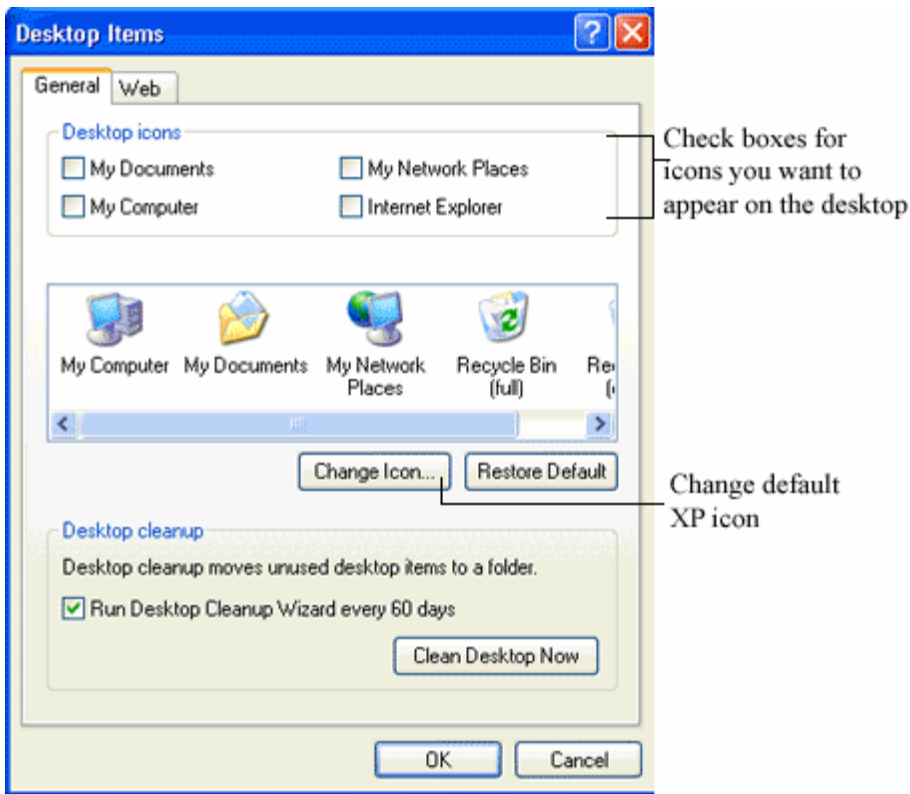 Desktop Items
General Web
Desktop icons
My Documents My Network Places
My Computer Internet Explorer
Check boxes for
icons you want to
appear on the desktop
My Computer My Documents My Network Places Recycle Bin (full)
Change Icon... Restore Default
Change default
XP icon
Desktop cleanup
Desktop cleanup moves unused desktop items to a folder.
Run Desktop Cleanup Wizard every 60 days
Clean Desktop Now
OK Cancel